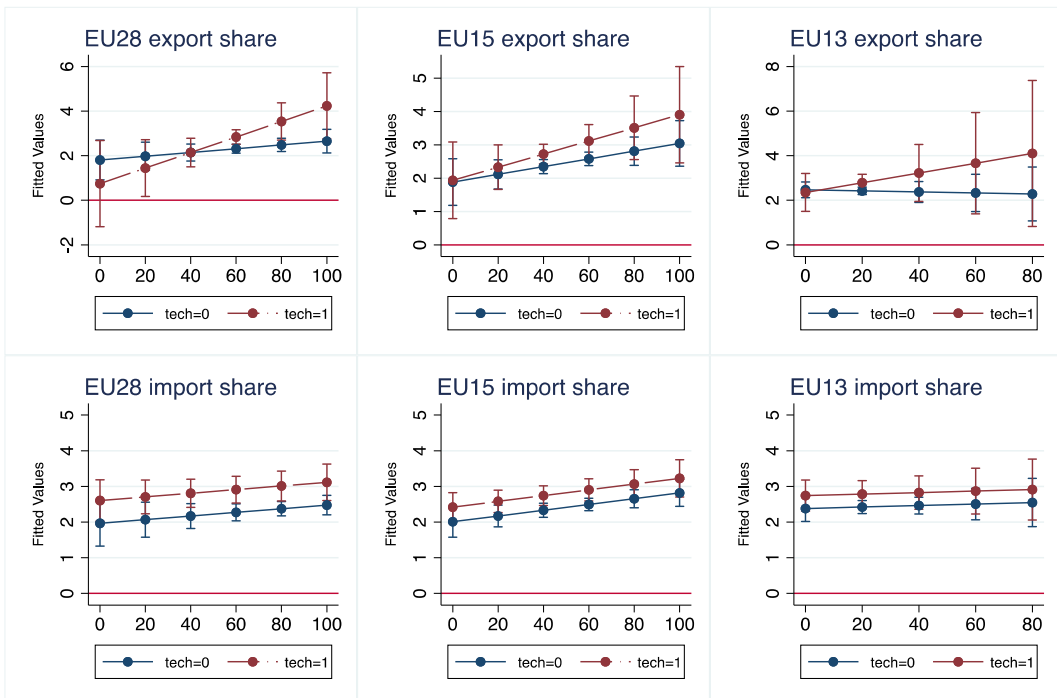 EU28 export share
Fitted Values
6
4
2
0
-2
0 20 40 60 80 100
tech=0 tech=1
EU15 export share
Fitted Values
5
4
3
2
1
0
0 20 40 60 80 100
tech=0 tech=1
EU13 export share
Fitted Values
8
6
4
2
0
0 20 40 60 80
tech=0 tech=1
EU28 import share
Fitted Values
5
4
3
2
1
0
0 20 40 60 80 100
tech=0 tech=1
EU15 import share
Fitted Values
5
4
3
2
1
0
0 20 40 60 80 100
tech=0 tech=1
EU13 import share
Fitted Values
5
4
3
2
1
0
0 20 40 60 80
tech=0 tech=1